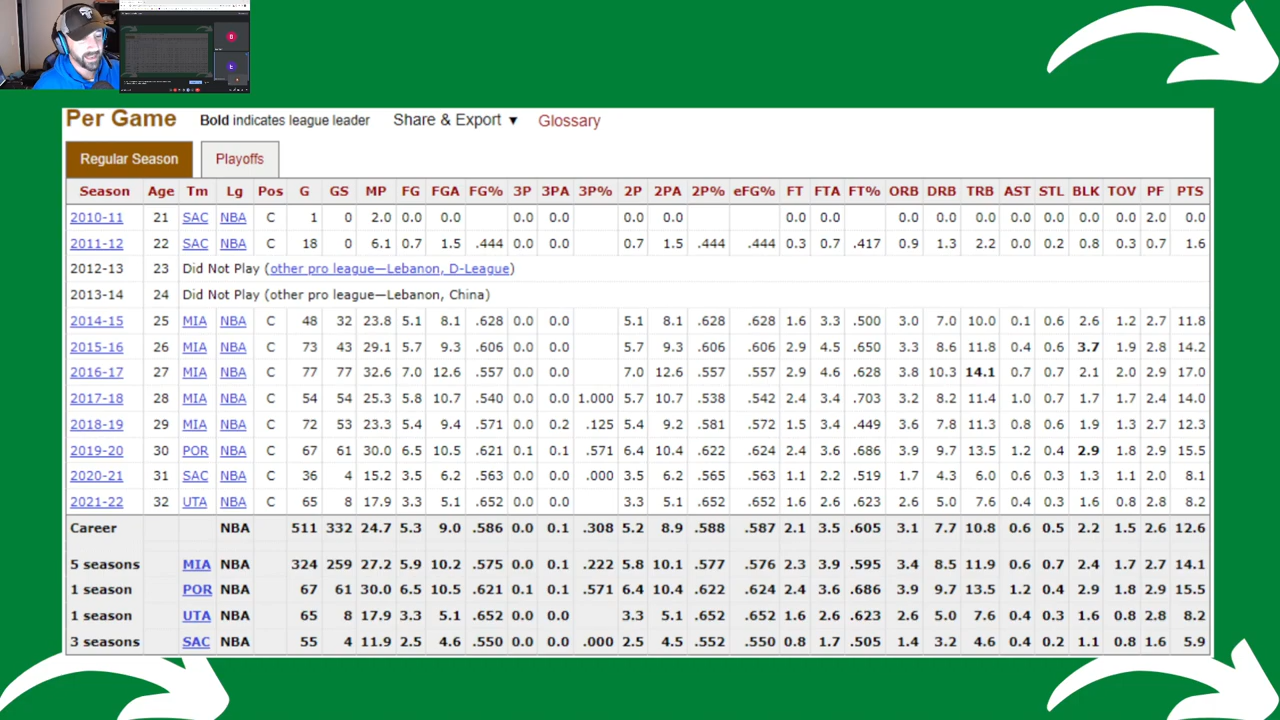 Per Game Bold indicates league leader Share & Export ▼ Glossary
Regular Season Playoffs
Season Age Tm Lg Pos G GS MP FG FGA FG% 3P 3PA 3P% 2P 2PA 2P% eFG% FT FTA FT% ORB DRB TRB AST STL BLK TOV PF PTS
2010-11 21 SAC NBA C 1 0 2.0 0.0 0.0 0.0 0.0 0.0 0.0 0.0 0.0 0.0 0.0 0.0 0.0 0.0 0.0 0.0 2.0 0.0
2011-12 22 SAC NBA C 18 0 6.1 0.7 1.5 .444 0.0 0.0 0.7 1.5 .444 .444 0.3 0.7 .417 0.9 1.3 2.2 0.0 0.2 0.8 0.3 0.7 1.6
2012-13 23 Did Not Play (other pro league—Lebanon, D-League)
2013-14 24 Did Not Play (other pro league—Lebanon, China)
2014-15 25 MIA NBA C 48 32 23.8 5.1 8.1 .628 0.0 0.0 5.1 8.1 .628 .628 1.6 3.3 .500 3.0 7.0 10.0 0.1 0.6 2.6 1.2 2.7 11.8
2015-16 26 MIA NBA C 73 43 29.1 5.7 9.3 .606 0.0 0.0 5.7 9.3 .606 .606 2.9 4.5 .650 3.3 8.6 11.8 0.4 0.6 3.7 1.9 2.8 14.2
2016-17 27 MIA NBA C 77 77 32.6 7.0 12.6 .557 0.0 0.0 7.0 12.6 .557 .557 2.9 4.6 .628 3.8 10.3 14.1 0.7 0.7 2.1 2.0 2.9 17.0
2017-18 28 MIA NBA C 54 54 25.3 5.8 10.7 .540 0.0 0.0 1.000 5.7 10.7 .538 .542 2.4 3.4 .703 3.2 8.2 11.4 1.0 0.7 1.7 1.7 2.4 14.0
2018-19 29 MIA NBA C 72 53 23.3 5.4 9.4 .571 0.0 0.2 .125 5.4 9.2 .581 .572 1.5 3.4 .449 3.6 7.8 11.3 0.8 0.6 1.9 1.3 2.7 12.3
2019-20 30 POR NBA C 67 61 30.0 6.5 10.5 .621 0.1 0.1 .571 6.4 10.4 .622 .624 2.4 3.6 .686 3.9 9.7 13.5 1.2 0.4 2.9 1.8 2.9 15.5
2020-21 31 SAC NBA C 36 4 15.2 3.5 6.2 .563 0.0 0.1 .000 3.5 6.2 .565 .563 1.1 2.2 .519 1.7 4.3 6.0 0.6 0.3 1.3 1.1 2.0 8.1
2021-22 32 UTA NBA C 65 8 17.9 3.3 5.1 .652 0.0 0.0 3.3 5.1 .652 .652 1.6 2.6 .623 2.6 5.0 7.6 0.4 0.3 1.6 0.8 2.8 8.2
Career NBA 511 332 24.7 5.3 9.0 .586 0.0 0.1 .308 5.2 8.9 .588 .587 2.1 3.5 .605 3.1 7.7 10.8 0.6 0.5 2.2 1.5 2.6 12.6
5 seasons MIA NBA 324 259 27.2 5.9 10.2 .575 0.0 0.1 .222 5.8 10.1 .577 .576 2.3 3.9 .595 3.4 8.5 11.9 0.6 0.7 2.4 1.7 2.7 14.1
1 season POR NBA 67 61 30.0 6.5 10.5 .621 0.1 0.1 .571 6.4 10.4 .622 .624 2.4 3.6 .686 3.9 9.7 13.5 1.2 0.4 2.9 1.8 2.9 15.5
1 season UTA NBA 65 8 17.9 3.3 5.1 .652 0.0 0.0 3.3 5.1 .652 .652 1.6 2.6 .623 2.6 5.0 7.6 0.4 0.3 1.6 0.8 2.8 8.2
3 seasons SAC NBA 55 4 11.9 2.5 4.6 .550 0.0 0.0 .000 2.5 4.5 .552 .550 0.8 1.7 .505 1.4 3.2 4.6 0.4 0.2 1.1 0.8 1.6 5.9